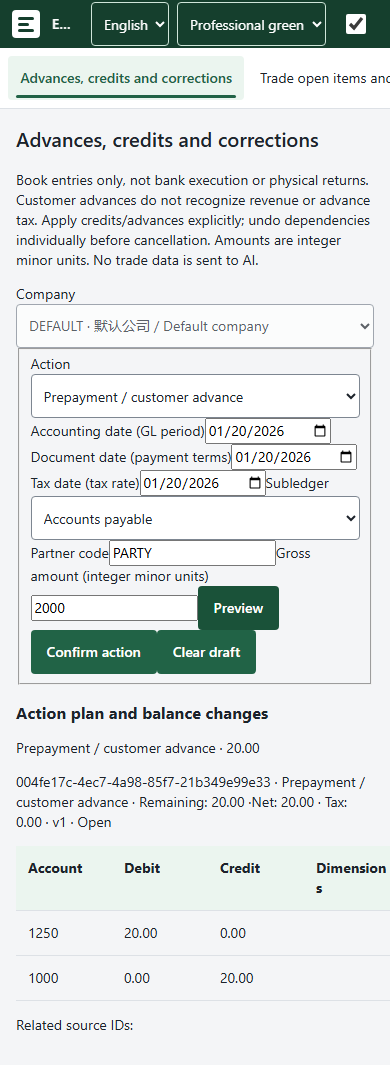 E...
English
Professional green
Advances, credits and corrections
Trade open items and
Advances, credits and corrections
Book entries only, not bank execution or physical returns.
Customer advances do not recognize revenue or advance
tax. Apply credits/advances explicitly; undo dependencies
individually before cancellation. Amounts are integer
minor units. No trade data is sent to AI.
Company
DEFAULT · 默认公司 / Default company
Action
Prepayment / customer advance
Accounting date (GL period) 01/20/2026
Document date (payment terms) 01/20/2026
Tax date (tax rate) 01/20/2026 Subledger
Accounts payable
Partner code PARTY Gross
amount (integer minor units)
2000 Preview
Confirm action Clear draft
Action plan and balance changes
Prepayment / customer advance · 20.00
004fe17c-4ec7-4a98-85f7-21b349e99e33 · Prepayment /
customer advance · Remaining: 20.00 ·Net: 20.00 · Tax:
0.00 · v1 · Open
Account Debit Credit Dimension
s
1250 20.00 0.00
1000 0.00 20.00
Related source IDs: